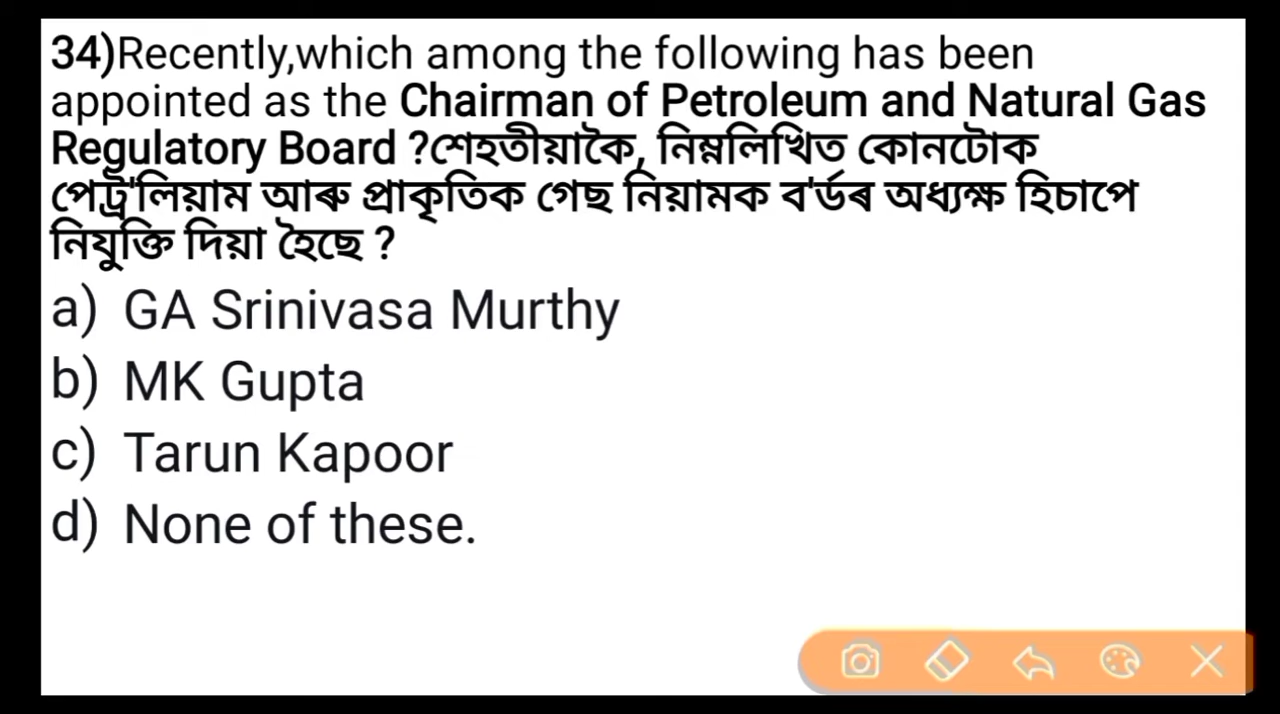 34)Recently,which among the following has been
appointed as the Chairman of Petroleum and Natural Gas
Regulatory Board ?শেহতীয়াকৈ, নিম্নলিখিত কোনটোক
পেট্ৰ'লিয়াম আৰু প্ৰাকৃতিক গেছ নিয়ামক ব'ৰ্ডৰ অধ্যক্ষ হিচাপে
নিযুক্তি দিয়া হৈছে ?
a) GA Srinivasa Murthy
b) MK Gupta
c) Tarun Kapoor
d) None of these.